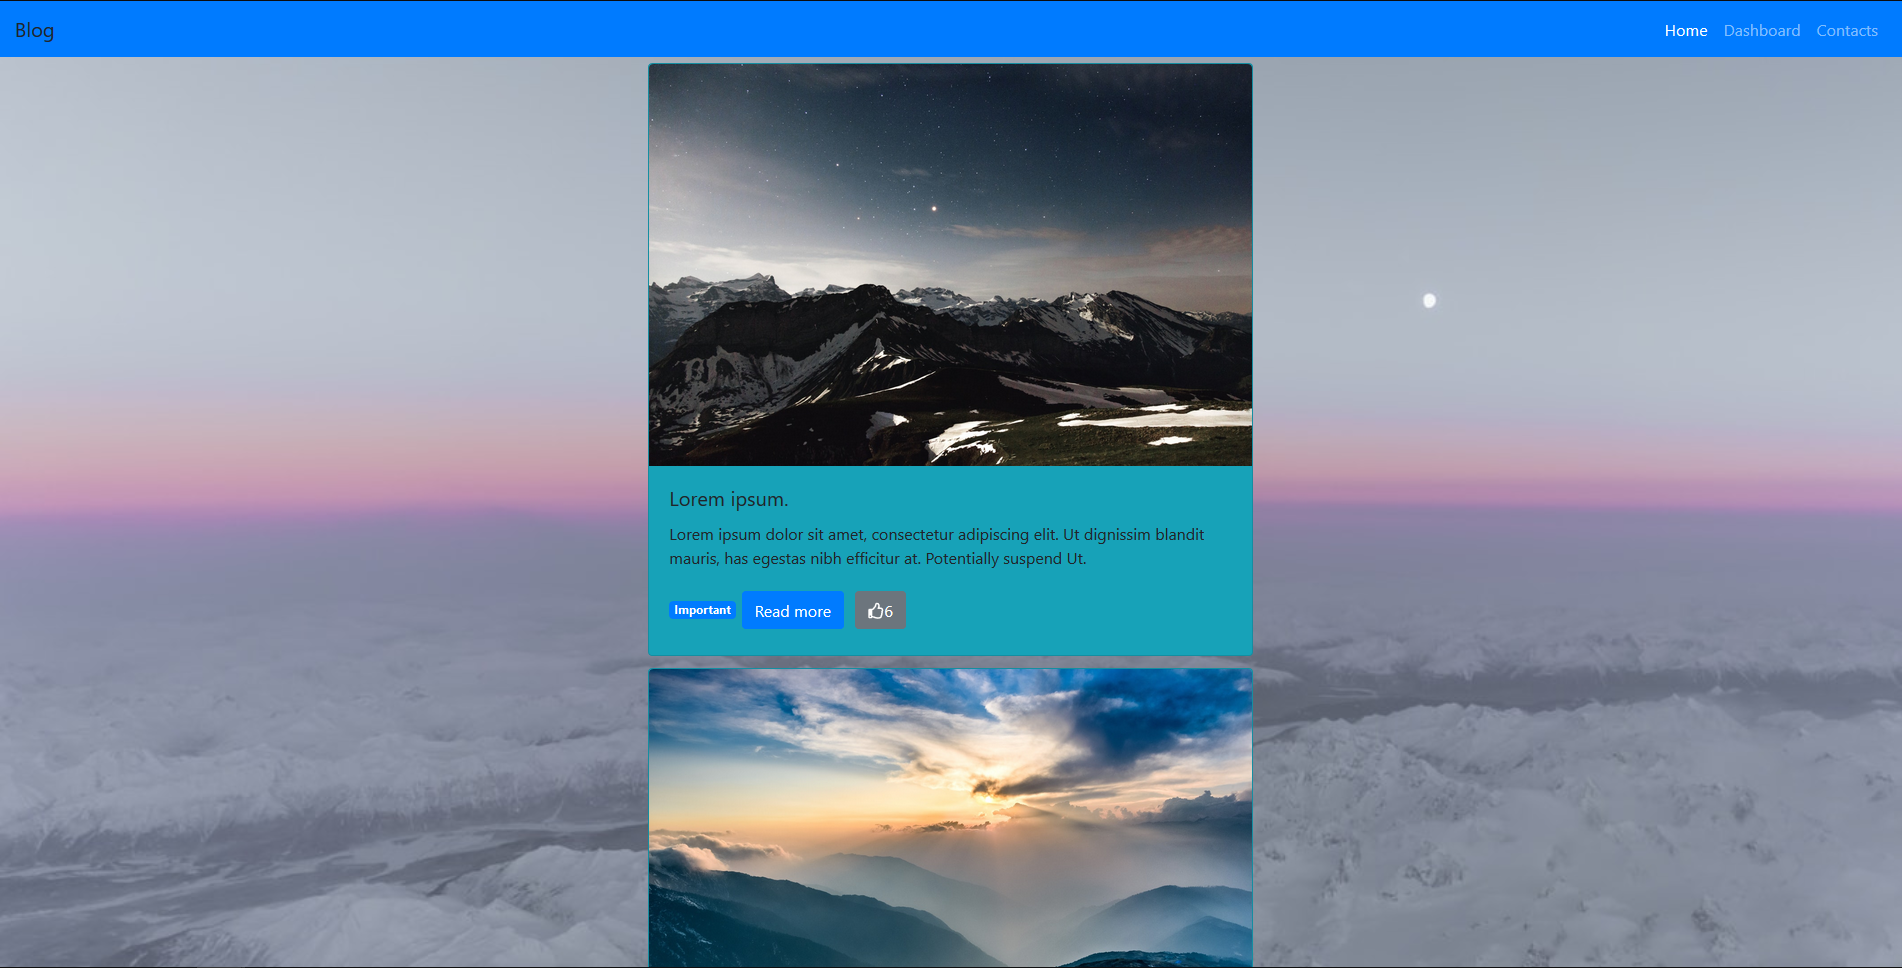 Blog
Home Dashboard Contacts
Lorem ipsum.
Lorem ipsum dolor sit amet, consectetur adipiscing elit. Ut dignissim blandit
mauris, has egestas nibh efficitur at. Potentially suspend Ut.
Important Read more 6